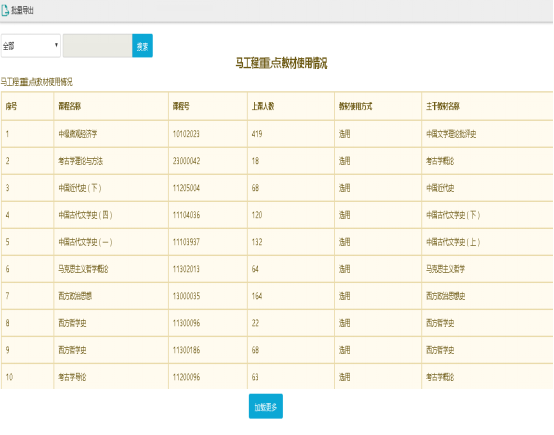 批量导出
全部 搜索
马工程重点教材使用情况
马工程重点教材使用情况
序号 课程名称 课程号 上课人数 教材使用方式 主干教材名称
1 中级微观经济学 10102023 419 选用 中国文学理论批评史
2 考古学理论与方法 23000042 18 选用 考古学概论
3 中国近代史（下） 11205004 68 选用 中国近代史
4 中国古代文学史（四） 11104036 120 选用 中国古代文学史（下）
5 中国古代文学史（一） 11103937 132 选用 中国古代文学史（上）
6 马克思主义哲学概论 11302013 64 选用 马克思主义哲学
7 西方政治思想 13000035 164 选用 西方政治思想史
8 西方哲学史 11300096 22 选用 西方哲学史
9 西方哲学史 11300186 68 选用 西方哲学史
10 考古学导论 11200096 63 选用 考古学概论
加载更多